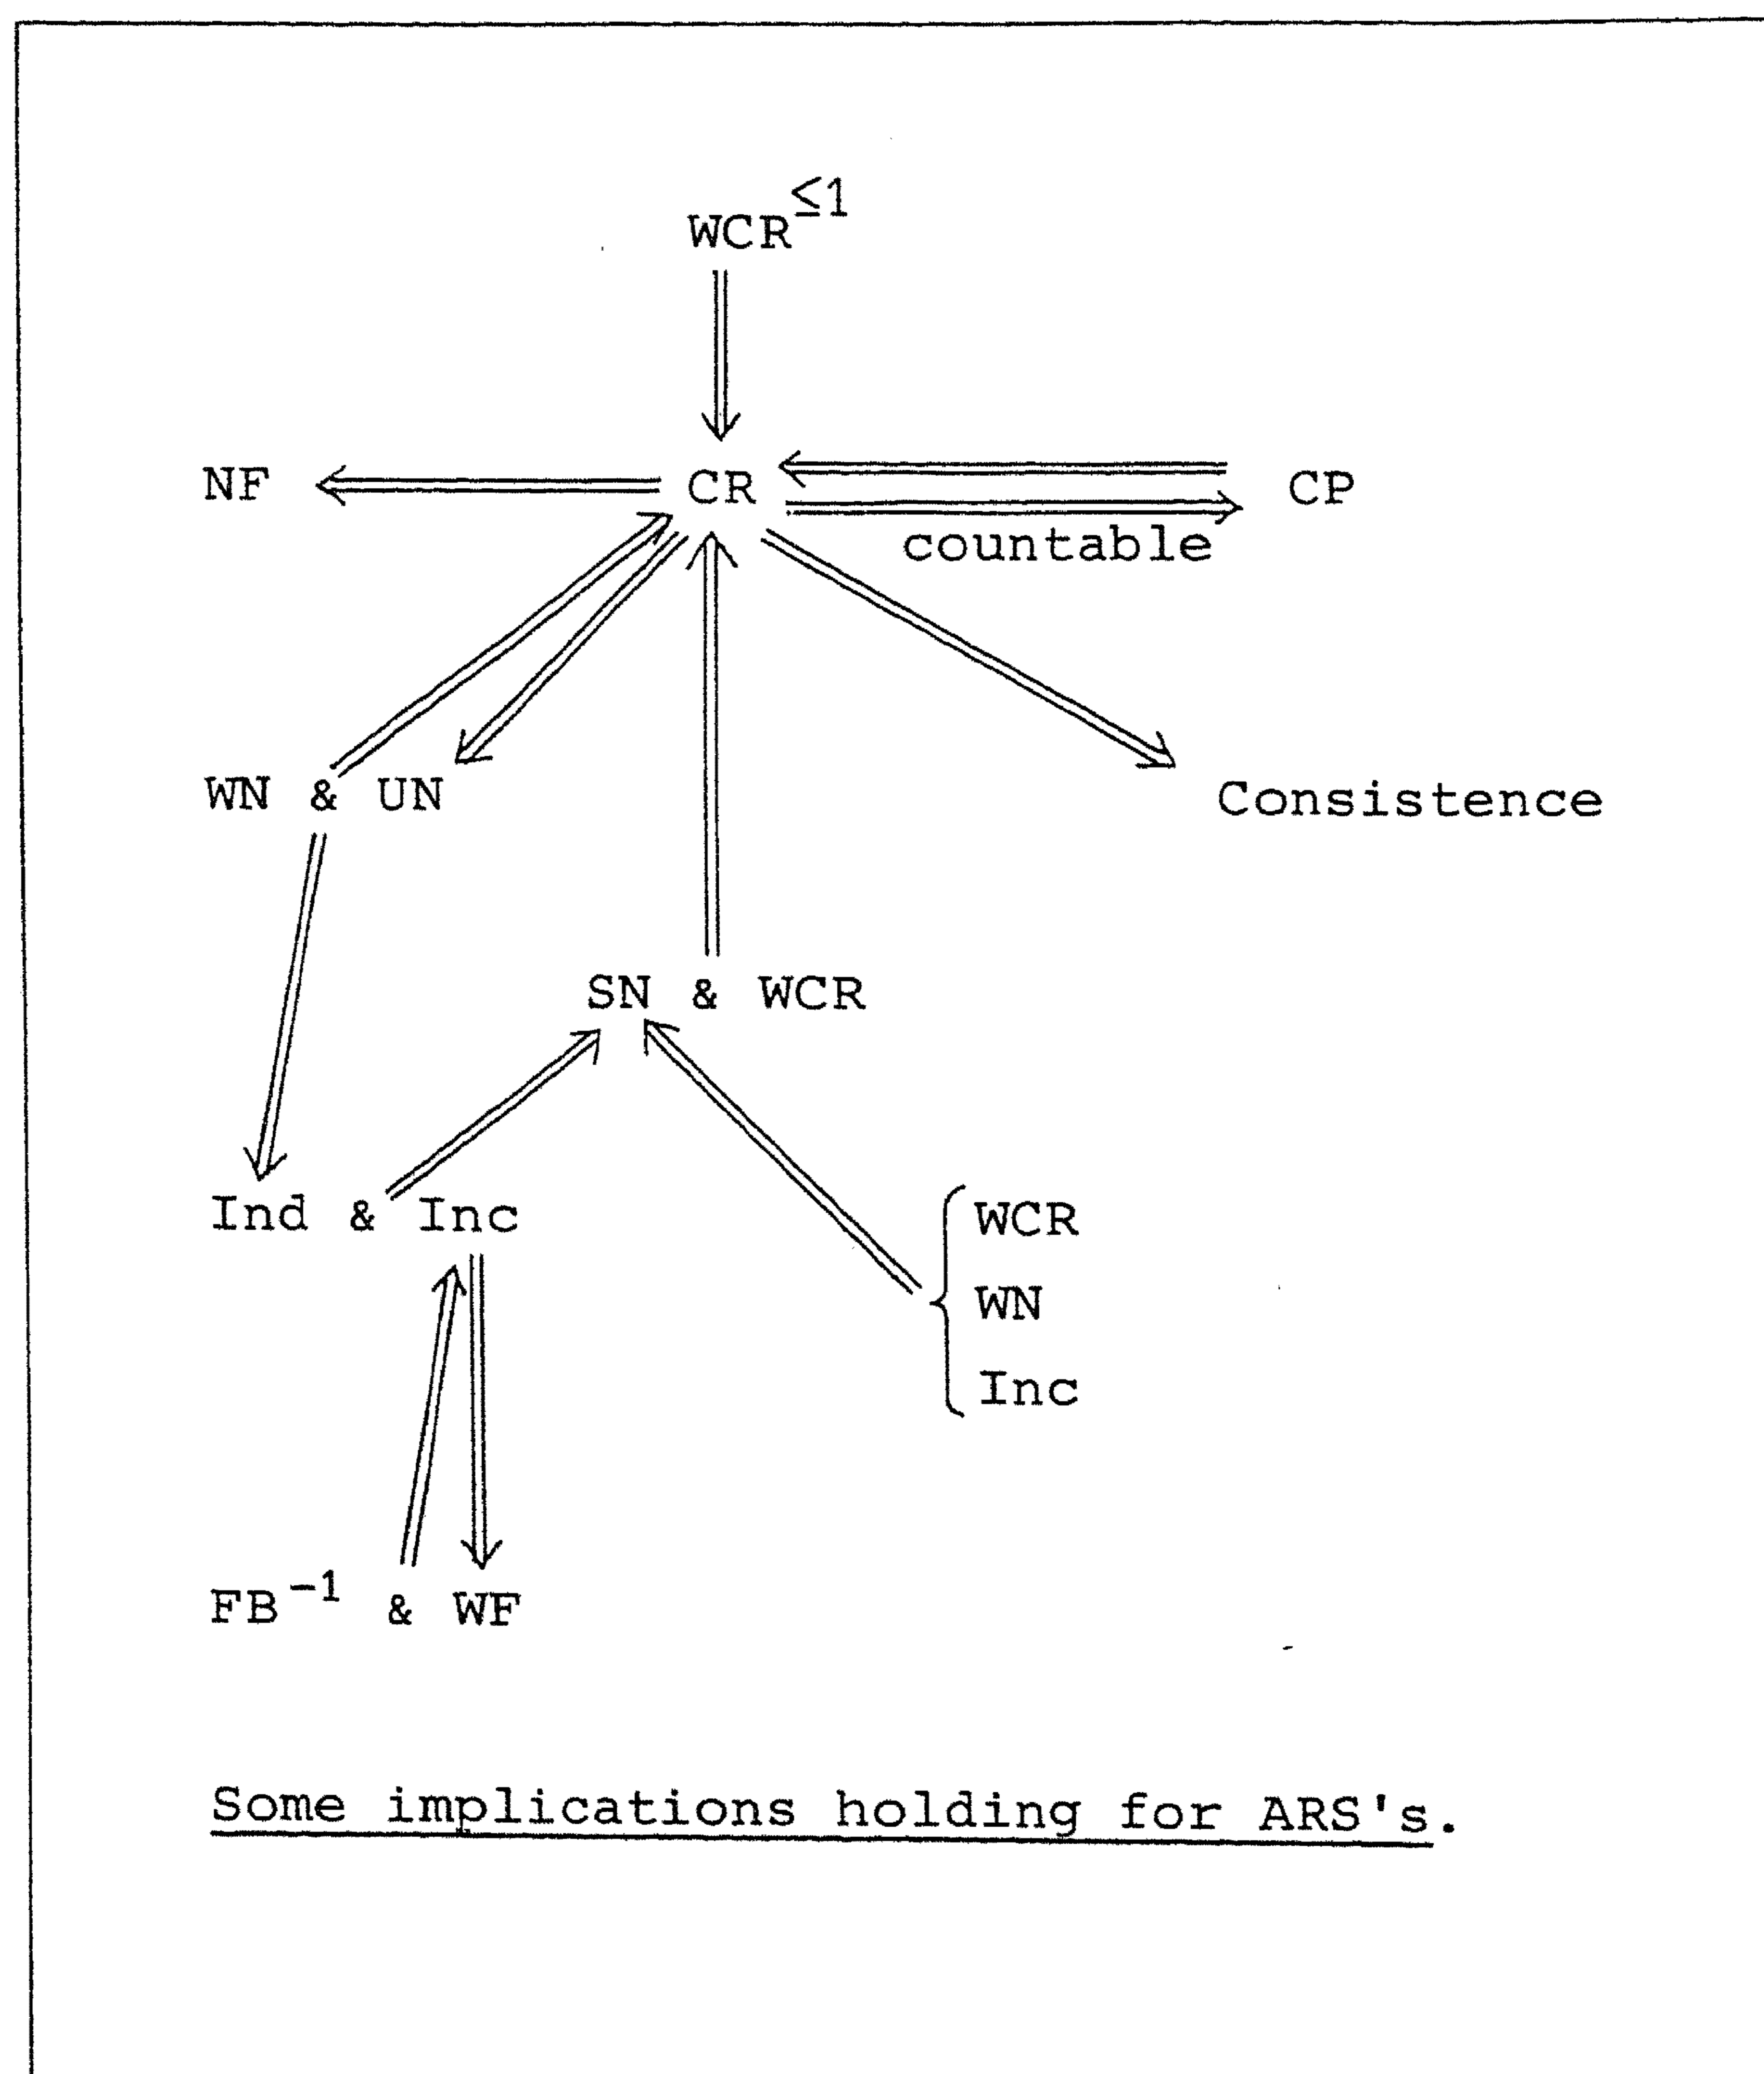 WCR≤1
NF CR CP
countable
WN & UN Consistence
SN & WCR
Ind & Inc WCR
WN
Inc
FB-1 & WF
Some implications holding for ARS's.